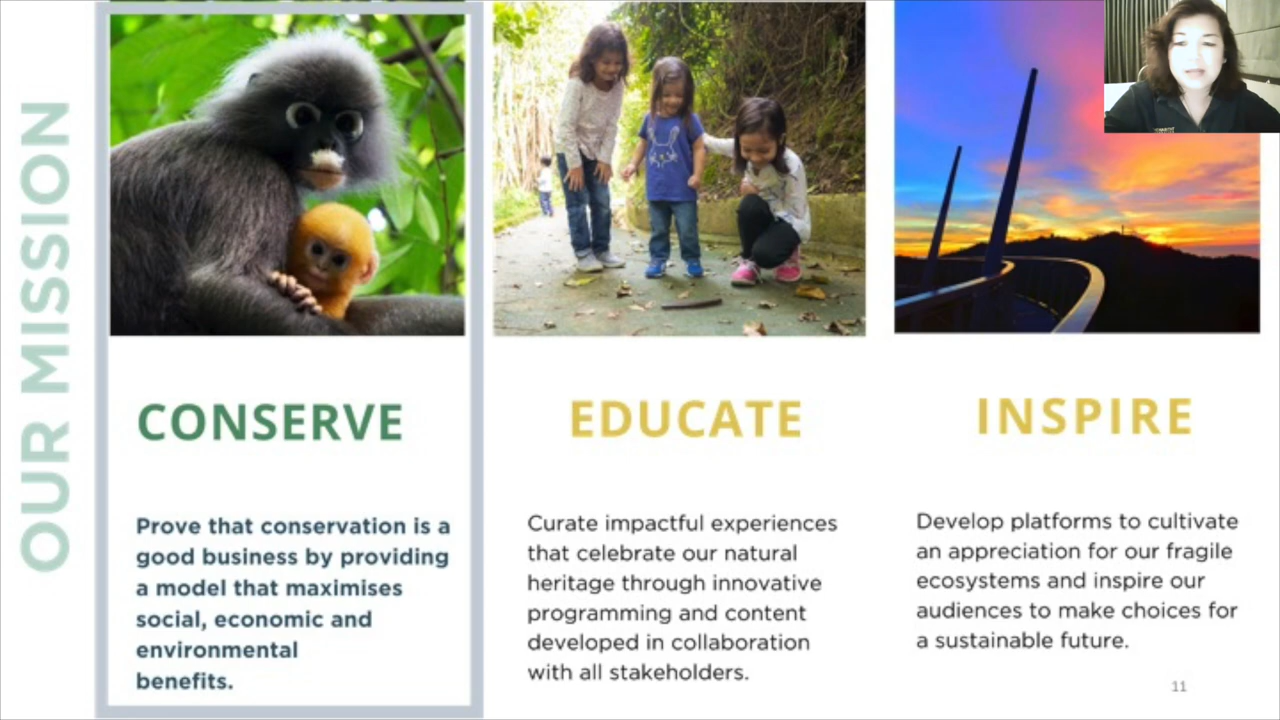 OUR MISSION
CONSERVE
Prove that conservation is a
good business by providing
a model that maximises
social, economic and
environmental
benefits.
EDUCATE
Curate impactful experiences
that celebrate our natural
heritage through innovative
programming and content
developed in collaboration
with all stakeholders.
INSPIRE
Develop platforms to cultivate
an appreciation for our fragile
ecosystems and inspire our
audiences to make choices for
a sustainable future.
11